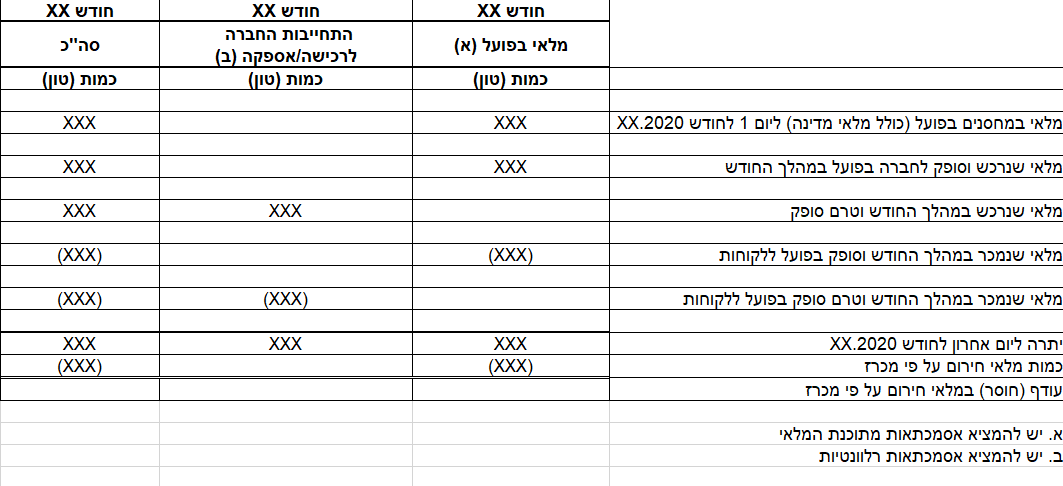 חודש XX חודש XX חודש XX
מלאי בפועל (א) התחייבות החברה לרכישה/אספקה (ב) סה"כ
כמות (טון) כמות (טון) כמות (טון)
מלאי במחסנים בפועל (כולל מלאי מדינה) ליום 1 לחודש XX.2020 XXX XXX
מלאי שנרכש וסופק לחברה בפועל במהלך החודש XXX XXX
מלאי שנרכש במהלך החודש וטרם סופק XXX XXX
מלאי שנמכר במהלך החודש וסופק בפועל ללקוחות (XXX) (XXX)
מלאי שנמכר במהלך החודש וטרם סופק בפועל ללקוחות (XXX) (XXX)
יתרה ליום אחרון לחודש XX.2020 XXX XXX XXX
כמות מלאי חירום על פי מכרז (XXX) (XXX)
עודף (חוסר) במלאי חירום על פי מכרז
א. יש להמציא אסמכתאות מתוכנת המלאי
ב. יש להמציא אסמכתאות רלוונטיות